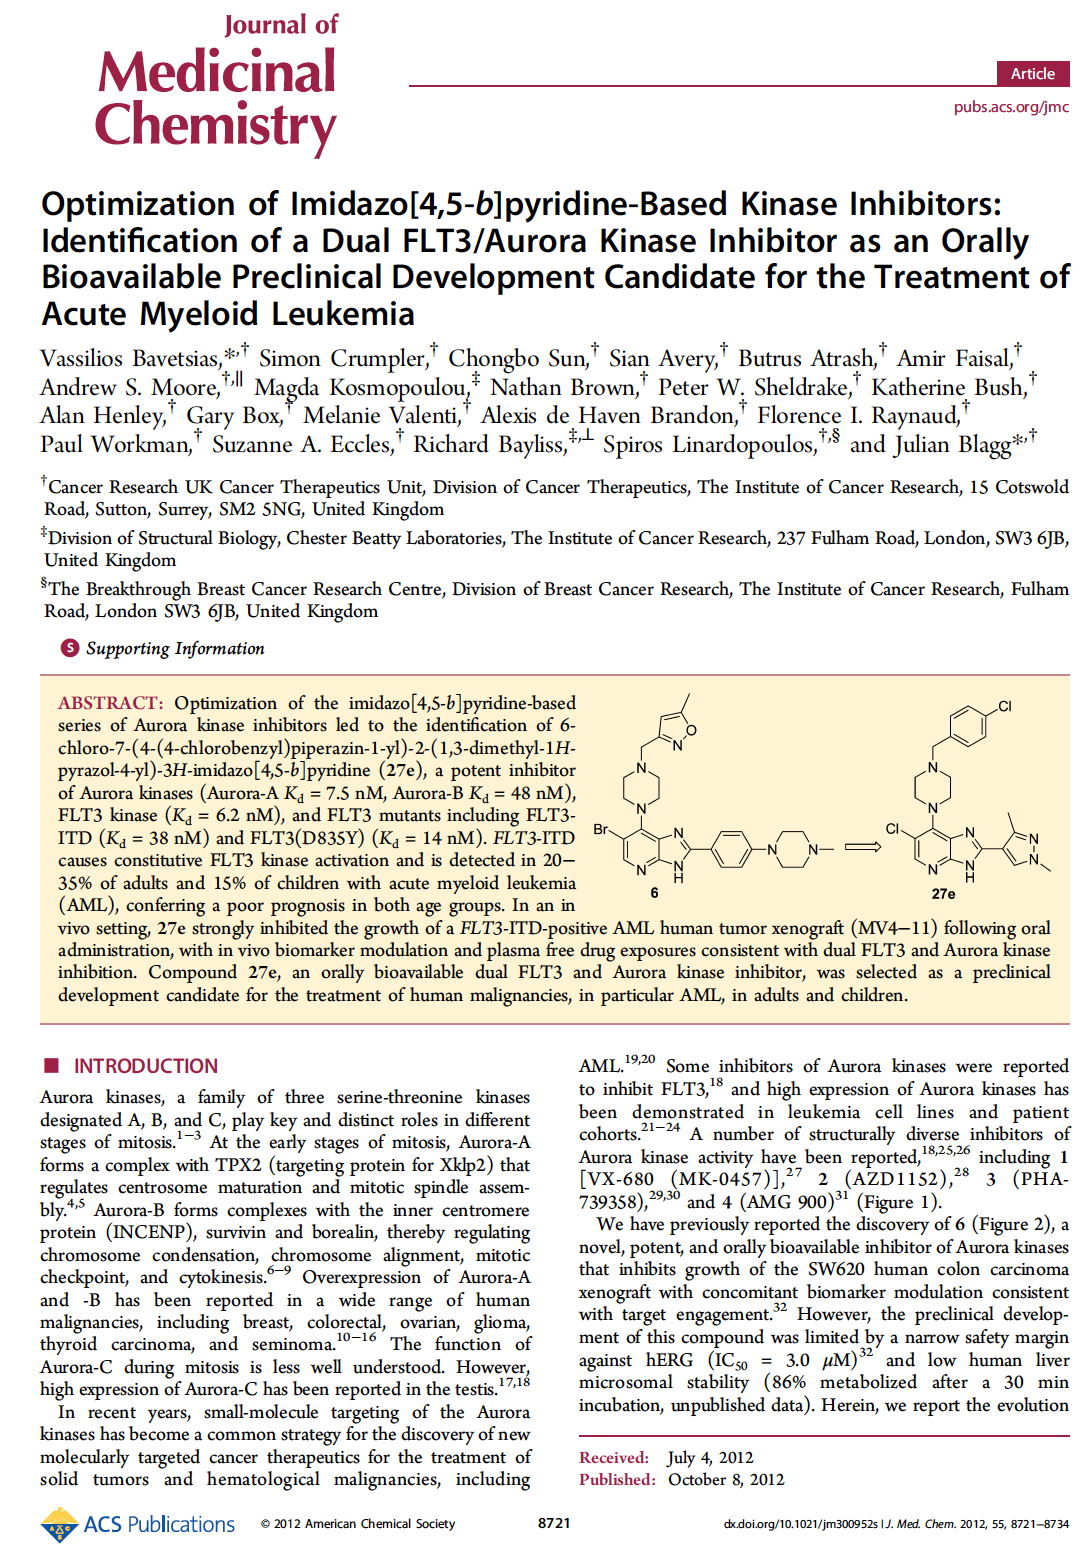 Journal of
Medicinal
Chemistry
Article
pubs.acs.org/jmc
Optimization of Imidazo[4,5-b]pyridine-Based Kinase Inhibitors:
Identification of a Dual FLT3/Aurora Kinase Inhibitor as an Orally
Bioavailable Preclinical Development Candidate for the Treatment of
Acute Myeloid Leukemia
Vassilios Bavetsias,*,† Simon Crumpler,† Chongbo Sun,† Sian Avery,† Butrus Atrash,† Amir Faisal,†
Andrew S. Moore,†,∥ Magda Kosmopoulou,‡ Nathan Brown,† Peter W. Sheldrake,† Katherine Bush,†
Alan Henley,† Gary Box,† Melanie Valenti,† Alexis de Haven Brandon,† Florence I. Raynaud,†
Paul Workman,† Suzanne A. Eccles,† Richard Bayliss,‡,⊥ Spiros Linardopoulos,†,§ and Julian Blagg*,†
†Cancer Research UK Cancer Therapeutics Unit, Division of Cancer Therapeutics, The Institute of Cancer Research, 15 Cotswold
Road, Sutton, Surrey, SM2 5NG, United Kingdom
‡Division of Structural Biology, Chester Beatty Laboratories, The Institute of Cancer Research, 237 Fulham Road, London, SW3 6JB,
United Kingdom
§The Breakthrough Breast Cancer Research Centre, Division of Breast Cancer Research, The Institute of Cancer Research, Fulham
Road, London SW3 6JB, United Kingdom
S Supporting Information
ABSTRACT: Optimization of the imidazo[4,5-b]pyridine-based
series of Aurora kinase inhibitors led to the identification of 6-
chloro-7-(4-(4-chlorobenzyl)piperazin-1-yl)-2-(1,3-dimethyl-1H-
pyrazol-4-yl)-3H-imidazo[4,5-b]pyridine (27e), a potent inhibitor
of Aurora kinases (Aurora-A Kd = 7.5 nM, Aurora-B Kd = 48 nM),
FLT3 kinase (Kd = 6.2 nM), and FLT3 mutants including FLT3-
ITD (Kd = 38 nM) and FLT3(D835Y) (Kd = 14 nM). FLT3-ITD
causes constitutive FLT3 kinase activation and is detected in 20−
35% of adults and 15% of children with acute myeloid leukemia
(AML), conferring a poor prognosis in both age groups. In an in
vivo setting, 27e strongly inhibited the growth of a FLT3-ITD-positive AML human tumor xenograft (MV4−11) following oral
administration, with in vivo biomarker modulation and plasma free drug exposures consistent with dual FLT3 and Aurora kinase
inhibition. Compound 27e, an orally bioavailable dual FLT3 and Aurora kinase inhibitor, was selected as a preclinical
development candidate for the treatment of human malignancies, in particular AML, in adults and children.
O
N
N
N
Br
N
N
N
H
N
N
6
Cl
N
N
Cl
N
N
N
H
N
N
27e
INTRODUCTION
Aurora kinases, a family of three serine-threonine kinases
designated A, B, and C, play key and distinct roles in different
stages of mitosis.1−3 At the early stages of mitosis, Aurora-A
forms a complex with TPX2 (targeting protein for Xklp2) that
regulates centrosome maturation and mitotic spindle assem-
bly.4,5 Aurora-B forms complexes with the inner centromere
protein (INCENP), survivin and borealin, thereby regulating
chromosome condensation, chromosome alignment, mitotic
checkpoint, and cytokinesis.6−9 Overexpression of Aurora-A
and -B has been reported in a wide range of human
malignancies, including breast, colorectal, ovarian, glioma,
thyroid carcinoma, and seminoma.10−16 The function of
Aurora-C during mitosis is less well understood. However,
high expression of Aurora-C has been reported in the testis.17,18
In recent years, small-molecule targeting of the Aurora
kinases has become a common strategy for the discovery of new
molecularly targeted cancer therapeutics for the treatment of
solid tumors and hematological malignancies, including
AML.19,20 Some inhibitors of Aurora kinases were reported
to inhibit FLT3,18 and high expression of Aurora kinases has
been demonstrated in leukemia cell lines and patient
cohorts.21−24 A number of structurally diverse inhibitors of
Aurora kinase activity have been reported,18,25,26 including 1
[VX-680 (MK-0457)],27 2 (AZD1152),28 3 (PHA-
739358),29,30 and 4 (AMG 900)31 (Figure 1).
We have previously reported the discovery of 6 (Figure 2), a
novel, potent, and orally bioavailable inhibitor of Aurora kinases
that inhibits growth of the SW620 human colon carcinoma
xenograft with concomitant biomarker modulation consistent
with target engagement.32 However, the preclinical develop-
ment of this compound was limited by a narrow safety margin
against hERG (IC50 = 3.0 μM)32 and low human liver
microsomal stability (86% metabolized after a 30 min
incubation, unpublished data). Herein, we report the evolution
Received: July 4, 2012
Published: October 8, 2012
ACS Publications
© 2012 American Chemical Society
8721
dx.doi.org/10.1021/jm300952s | J. Med. Chem. 2012, 55, 8721−8734